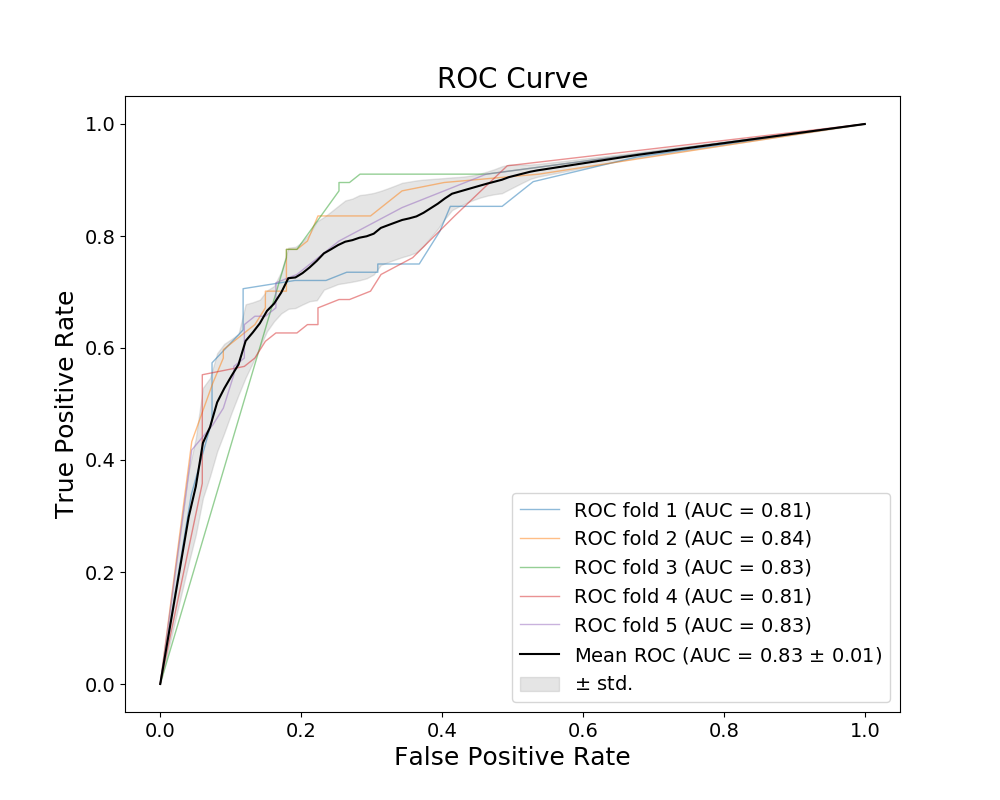 ROC Curve
1.0
0.8
0.6
0.4
0.2
0.0
True Positive Rate
ROC fold 1 (AUC = 0.81)
ROC fold 2 (AUC = 0.84)
ROC fold 3 (AUC = 0.83)
ROC fold 4 (AUC = 0.81)
ROC fold 5 (AUC = 0.83)
Mean ROC (AUC = 0.83 ± 0.01)
± std.
0.0 0.2 0.4 0.6 0.8 1.0
False Positive Rate